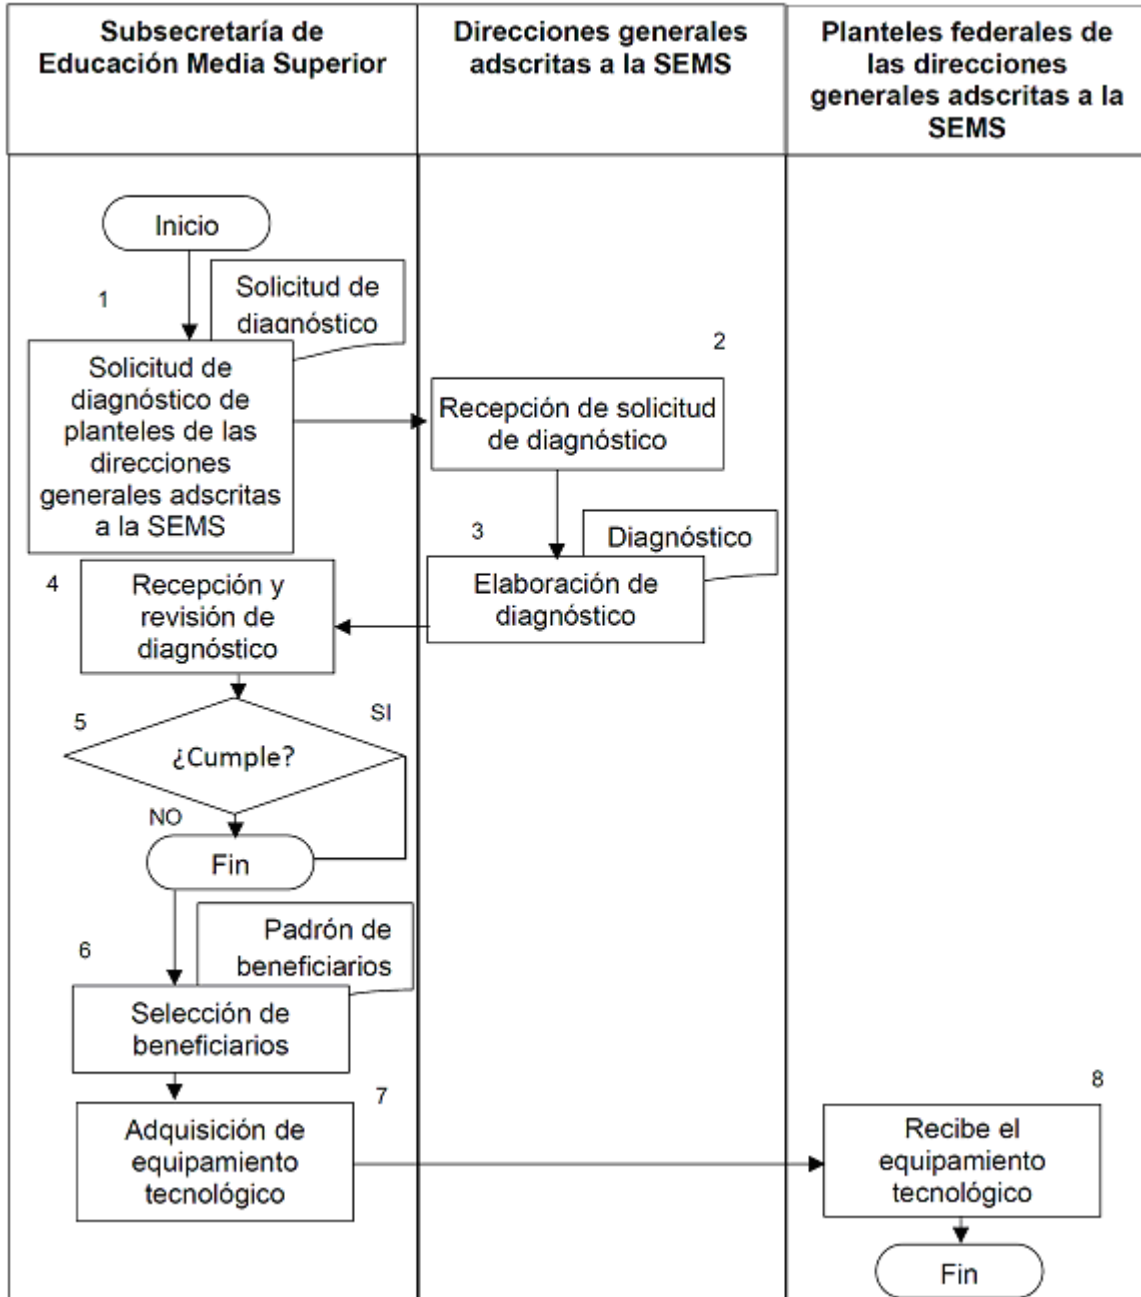 Subsecretaría de
Educación Media Superior
Direcciones generales
adscritas a la SEMS
Planteles federales de
las direcciones
generales adscritas a la
SEMS
Inicio
1
Solicitud de
diagnóstico
Solicitud de
diagnóstico de
planteles de las
direcciones
generales adscritas
a la SEMS
2
Recepción de solicitud
de diagnóstico
3
Diagnóstico
Elaboración de
diagnóstico
4
Recepción y
revisión de
diagnóstico
5
SI
¿Cumple?
NO
Fin
6
Padrón de
beneficiarios
Selección de
beneficiarios
7
Adquisición de
equipamiento
tecnológico
8
Recibe el
equipamiento
tecnológico
Fin